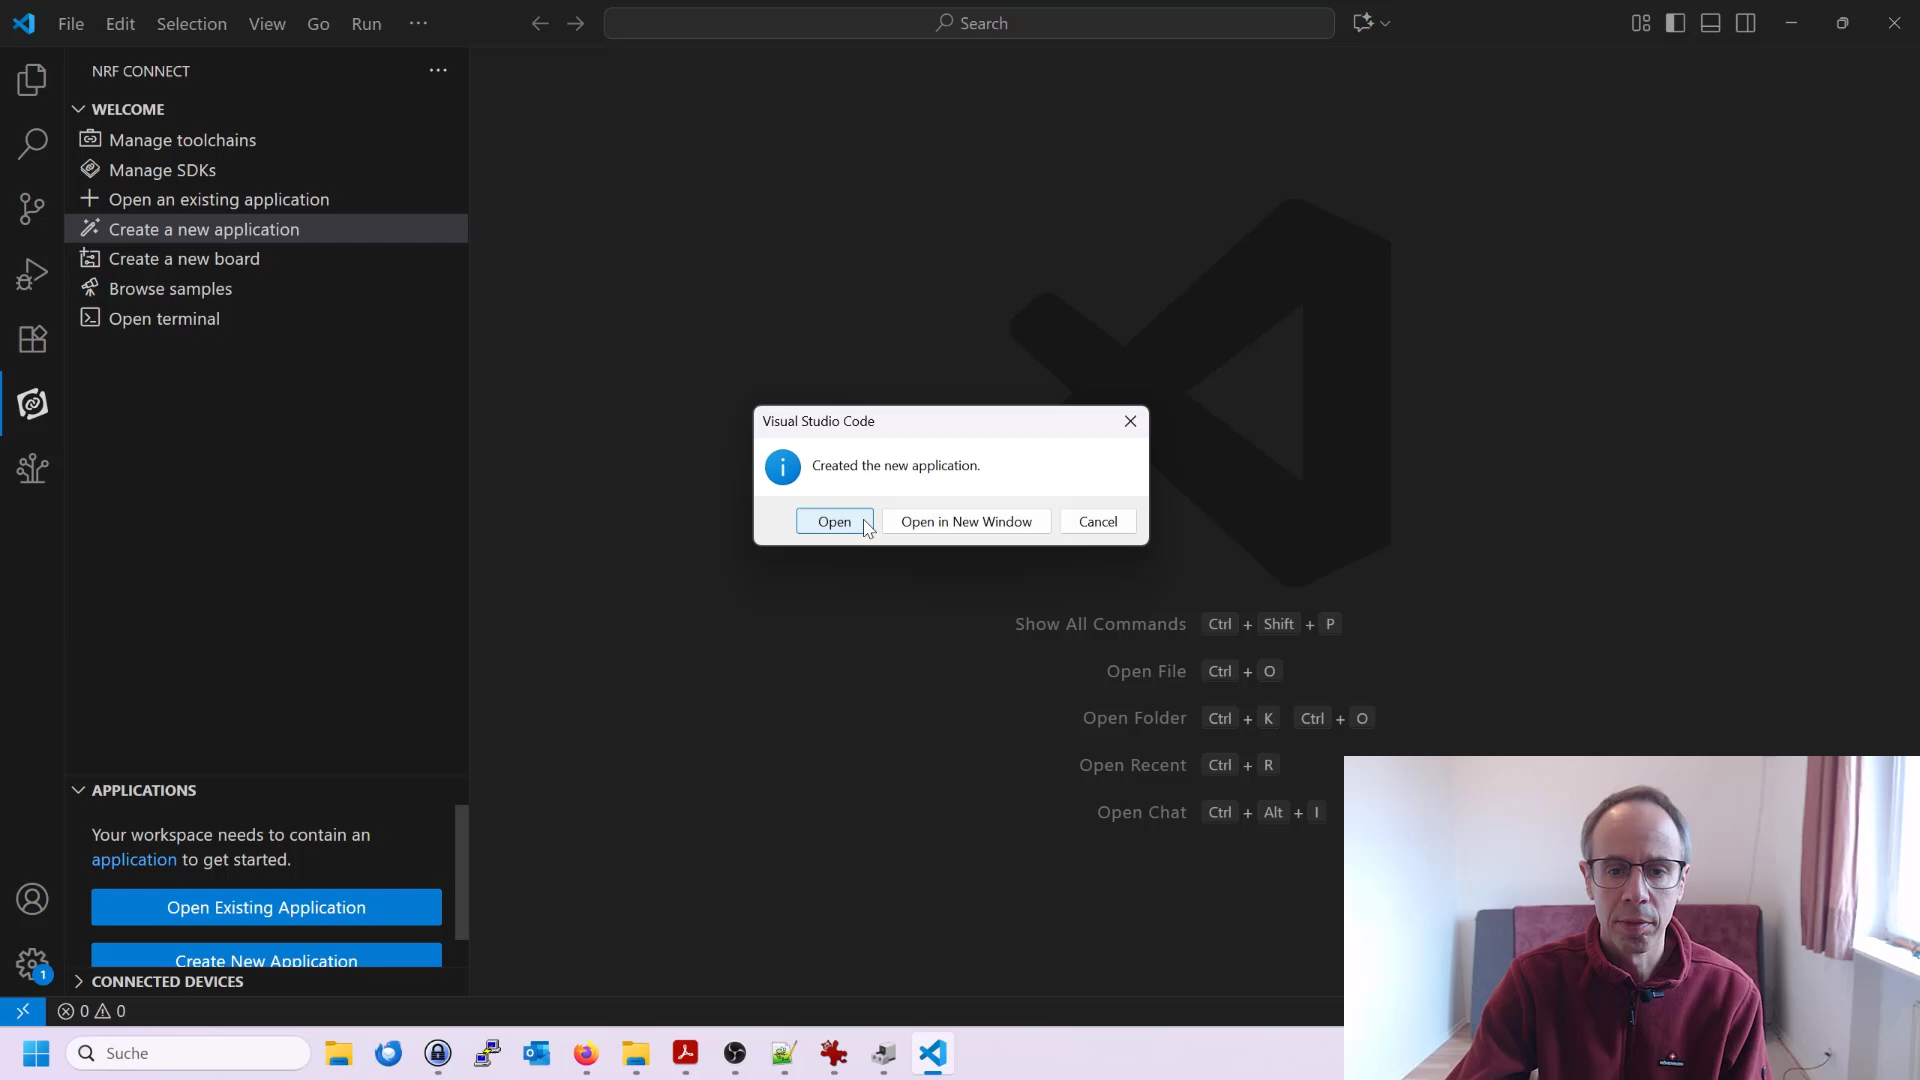 File Edit Selection View Go Run ···
Search
NRF CONNECT
WELCOME
Manage toolchains
Manage SDKs
Open an existing application
Create a new application
Create a new board
Browse samples
Open terminal
Visual Studio Code
Created the new application.
Open
Open in New Window
Cancel
Show All Commands Ctrl + Shift + P
Open File Ctrl + O
Open Folder Ctrl + K Ctrl + O
Open Recent Ctrl + R
Open Chat Ctrl + Alt + I
APPLICATIONS
Your workspace needs to contain an
application to get started.
Open Existing Application
Create New Application
CONNECTED DEVICES
1
0 0
Suche